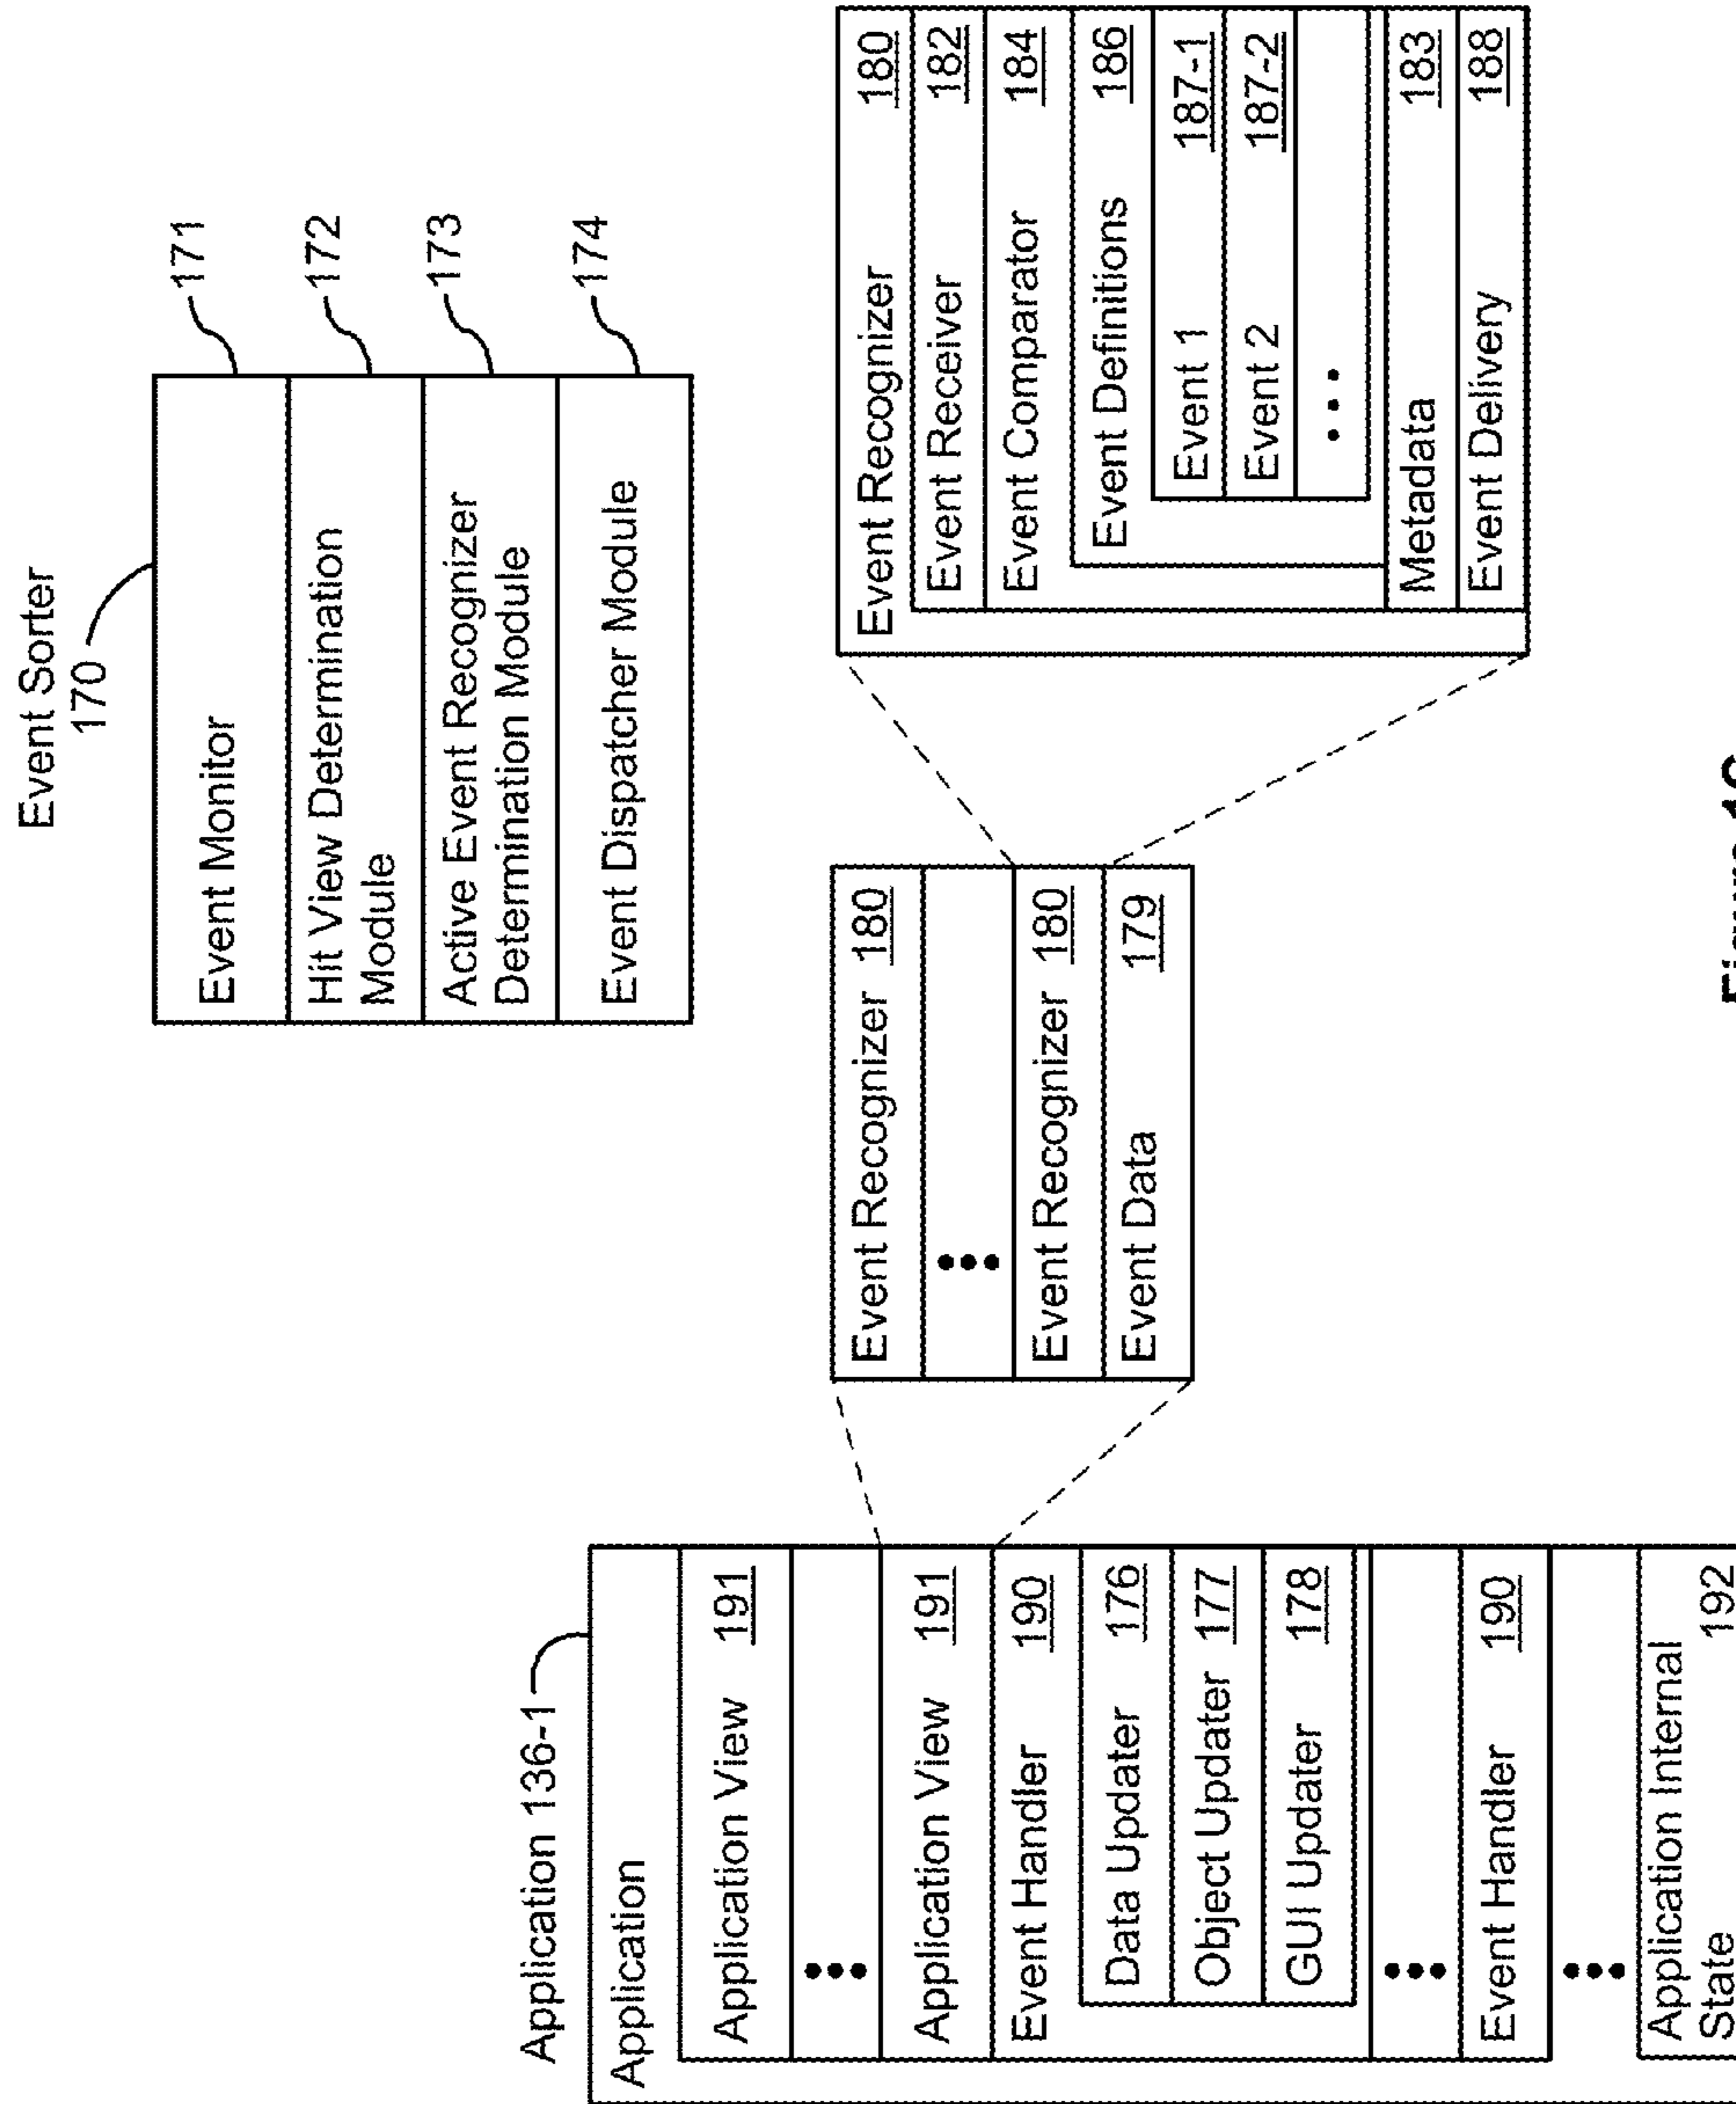 Event Sorter
170
Event Monitor
171
Hit View Determination
Module
172
Active Event Recognizer
Determination Module
173
Event Dispatcher Module
174
Application 136-1
Application
Application View 191
Application View 191
Event Handler 190
Data Updater 176
Object Updater 177
GUI Updater 178
Event Handler 190
Application Internal
State 192
Event Recognizer 180
Event Recognizer 180
Event Data 179
Event Recognizer 180
Event Receiver 182
Event Comparator 184
Event Definitions 186
Event 1 187-1
Event 2 187-2
Metadata 183
Event Delivery 188